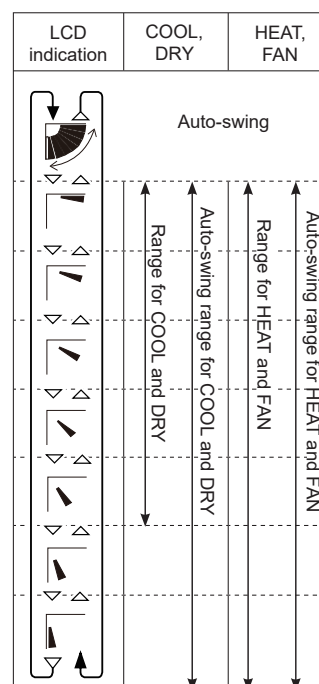 LCD
indication
COOL,
DRY
HEAT,
FAN
Auto-swing
Range for COOL and DRY
Auto-swing range for COOL and DRY
Range for HEAT and FAN
Auto-swing range for HEAT and FAN